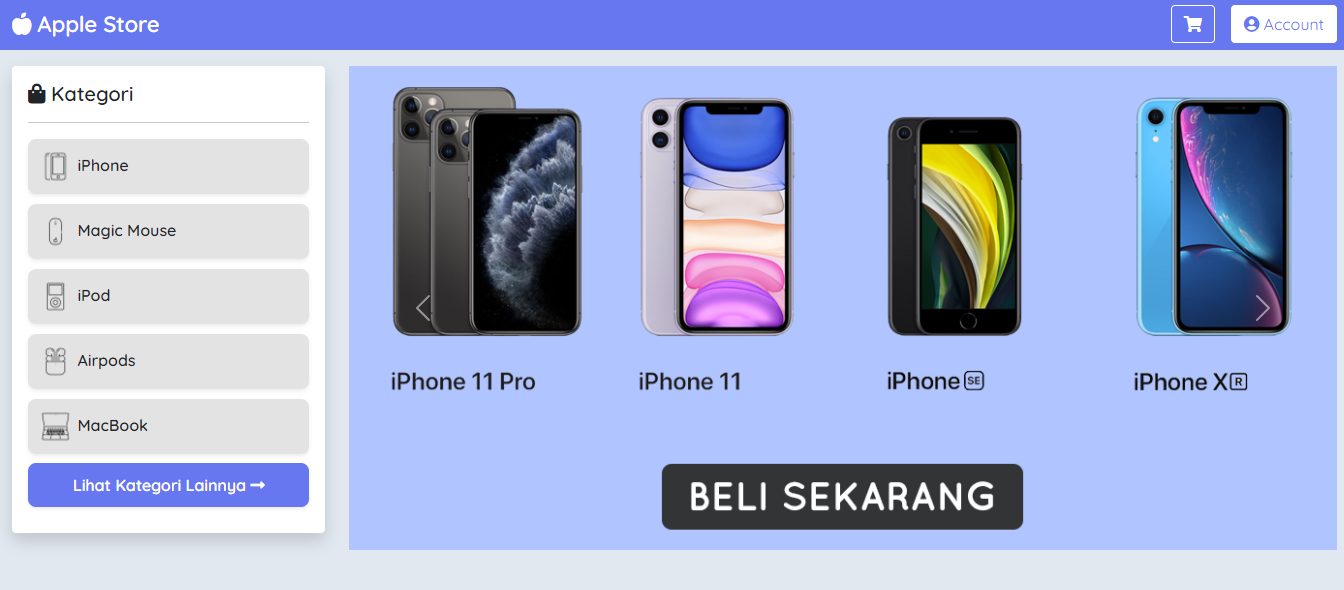 Apple Store
Account
Kategori
iPhone
Magic Mouse
iPod
Airpods
MacBook
Lihat Kategori Lainnya
iPhone 11 Pro
iPhone 11
iPhone SE
iPhone XR
BELI SEKARANG